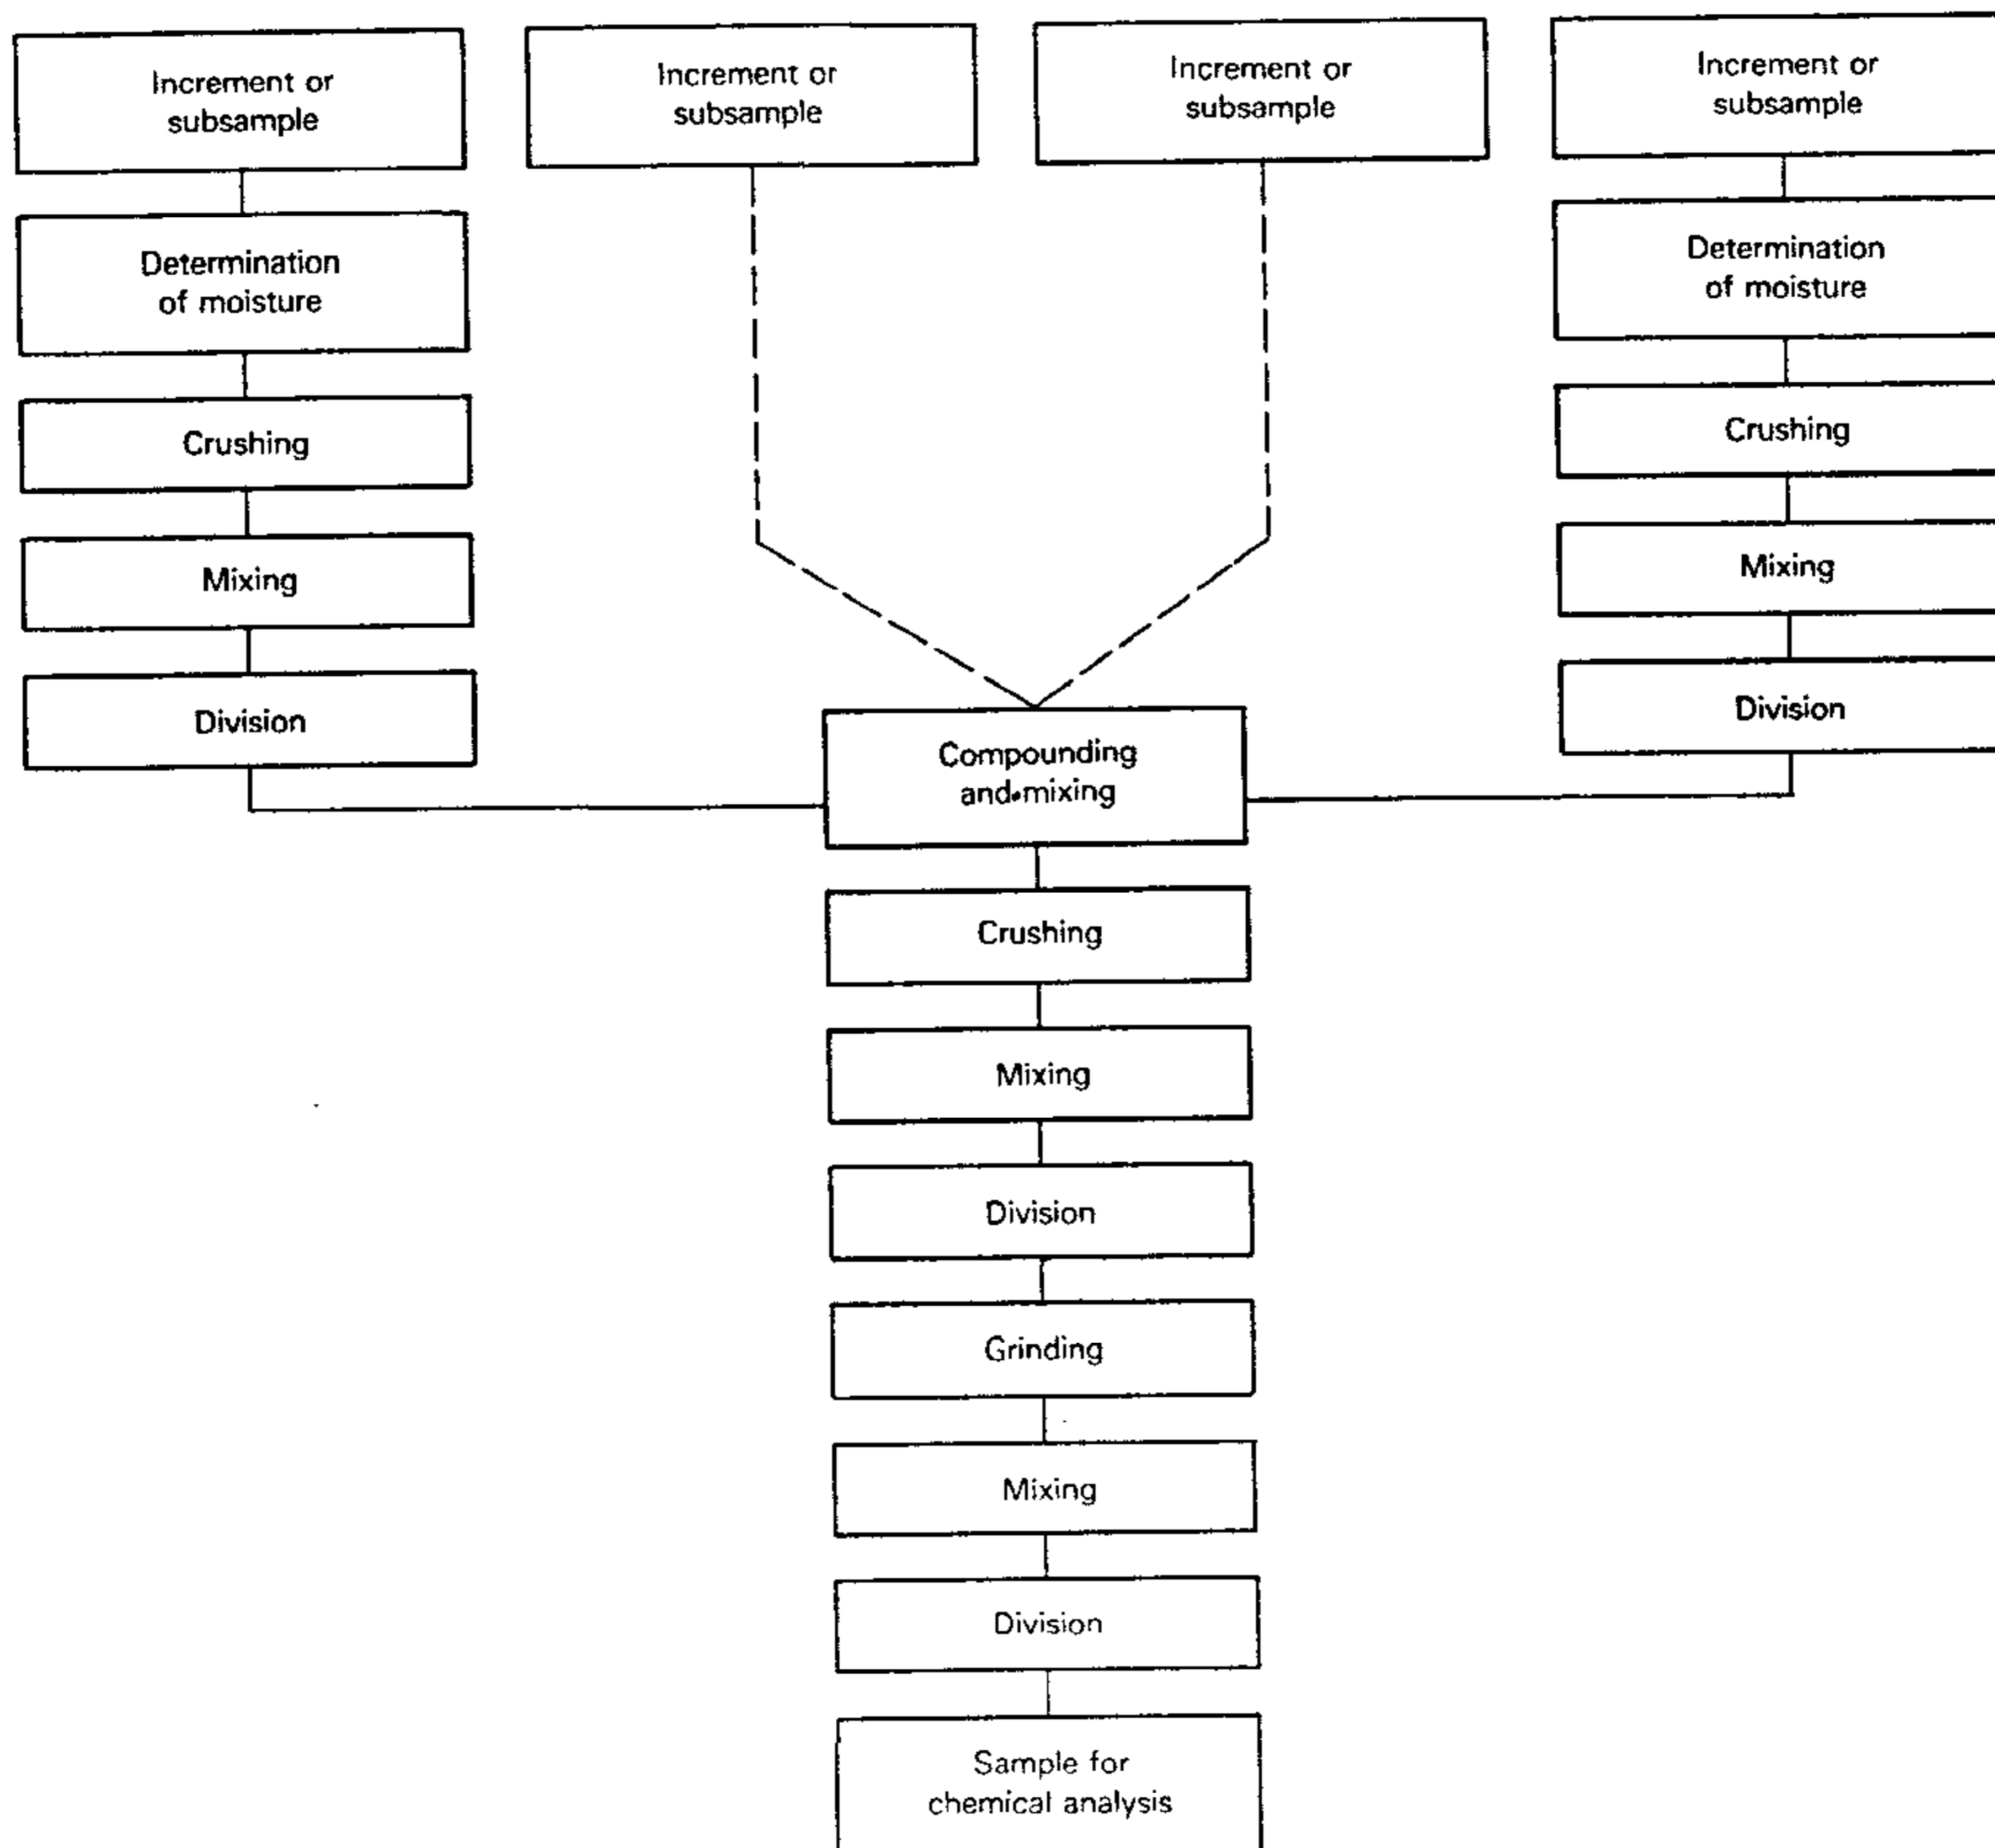 Increment or
subsample
Increment or
subsample
Increment or
subsample
Increment or
subsample
Determination
of moisture
Determination
of moisture
Crushing
Crushing
Mixing
Mixing
Division
Division
Compounding
and mixing
Crushing
Mixing
Division
Grinding
Mixing
Division
Sample for
chemical analysis